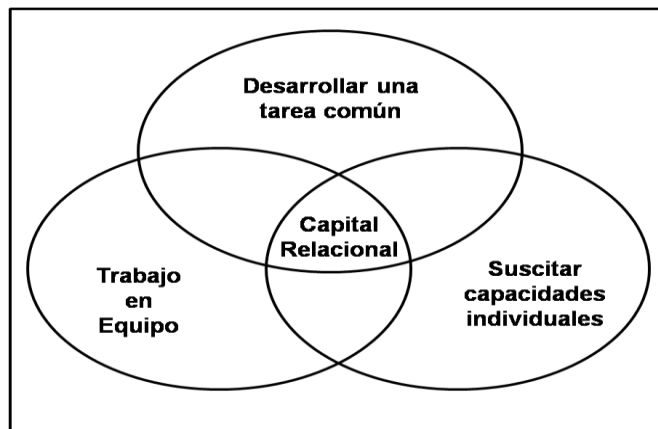 Desarrollar una
tarea común
Capital
Relacional
Trabajo
en
Equipo
Suscitar
capacidades
individuales